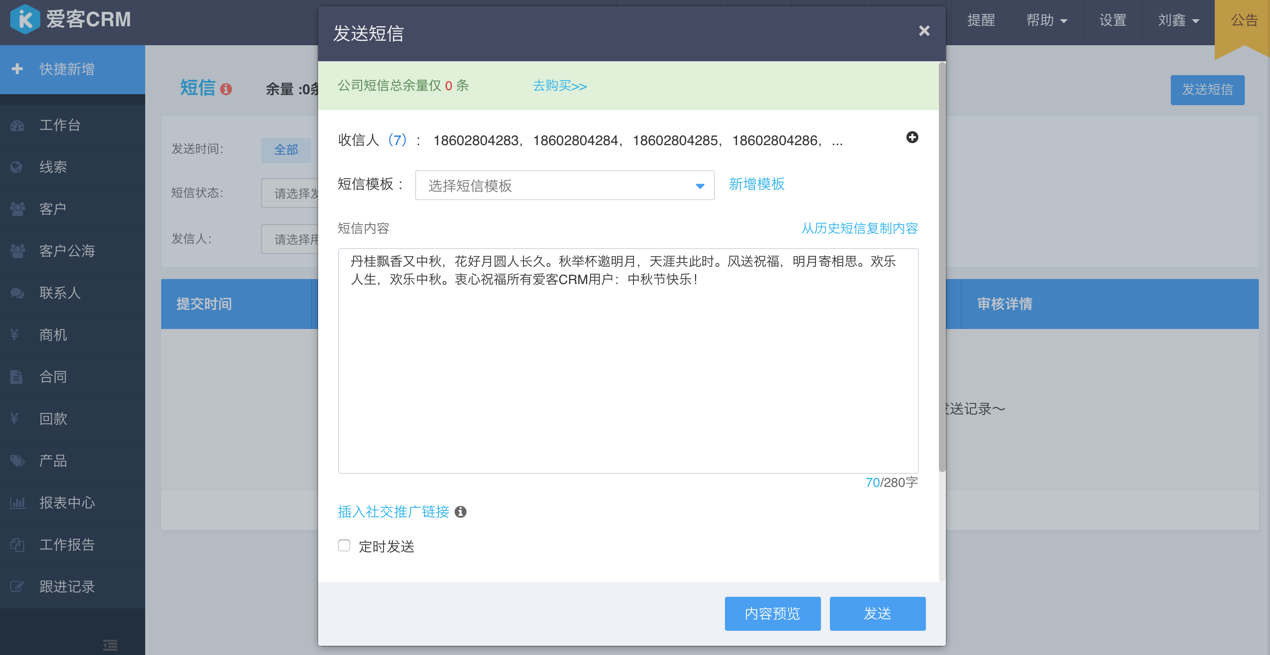 爱客CRM
提醒
帮助
设置
刘鑫
公告
快捷新增
工作台
线索
客户
客户公海
联系人
商机
合同
回款
产品
报表中心
工作报告
跟进记录
短信
余量 :0条
发送短信
发送时间:
全部
短信状态:
请选择发
发信人:
请选择用
提交时间
审核详情
送记录～
发送短信
公司短信总余量仅 0 条
去购买>>
收信人（7）： 18602804283，18602804284，18602804285，18602804286，...
短信模板：
选择短信模板
新增模板
短信内容
从历史短信复制内容
丹桂飘香又中秋，花好月圆人长久。秋举杯邀明月，天涯共此时。风送祝福，明月寄相思。欢乐
人生，欢乐中秋。衷心祝福所有爱客CRM用户：中秋节快乐！
70/280字
插入社交推广链接
定时发送
内容预览
发送